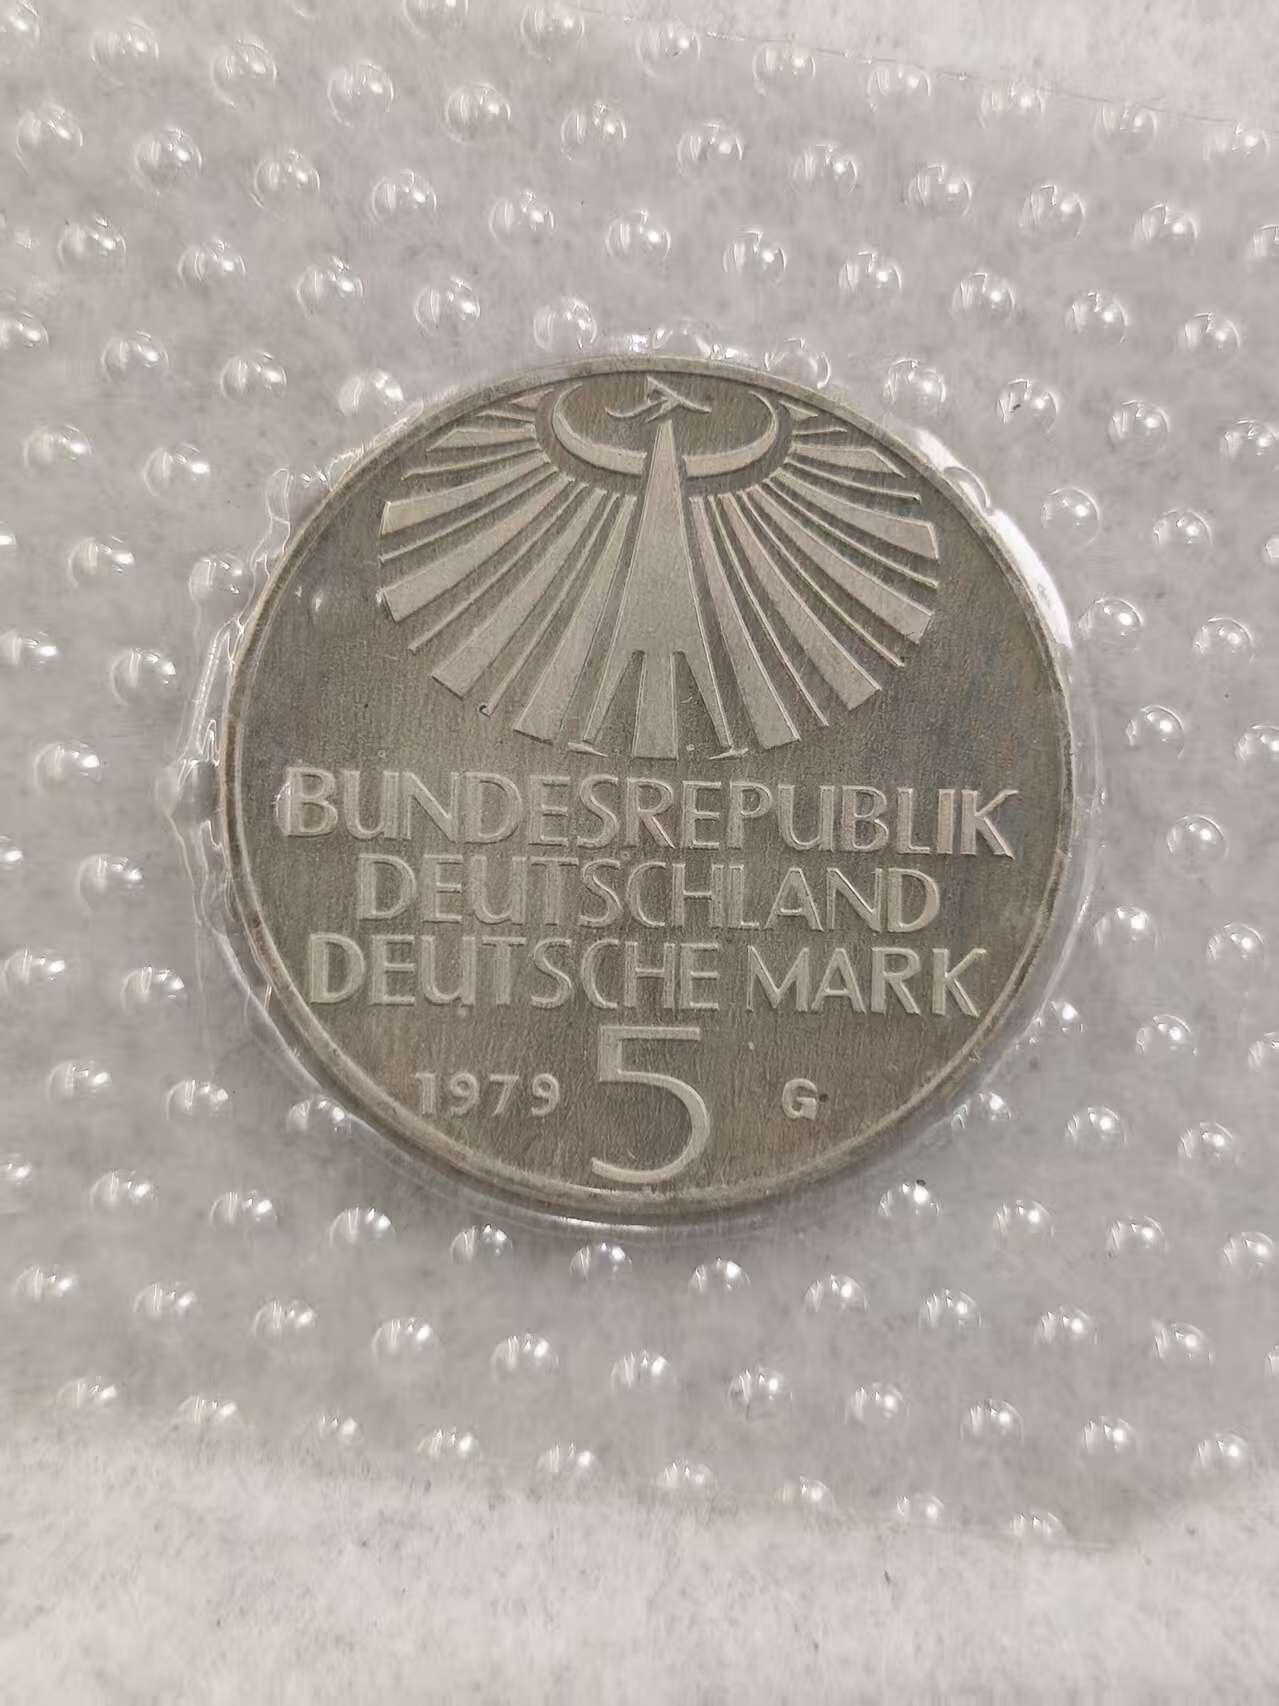 BUNDESREPUBLIK
DEUTSCHLAND
DEUTSCHE MARK
1979 5 G